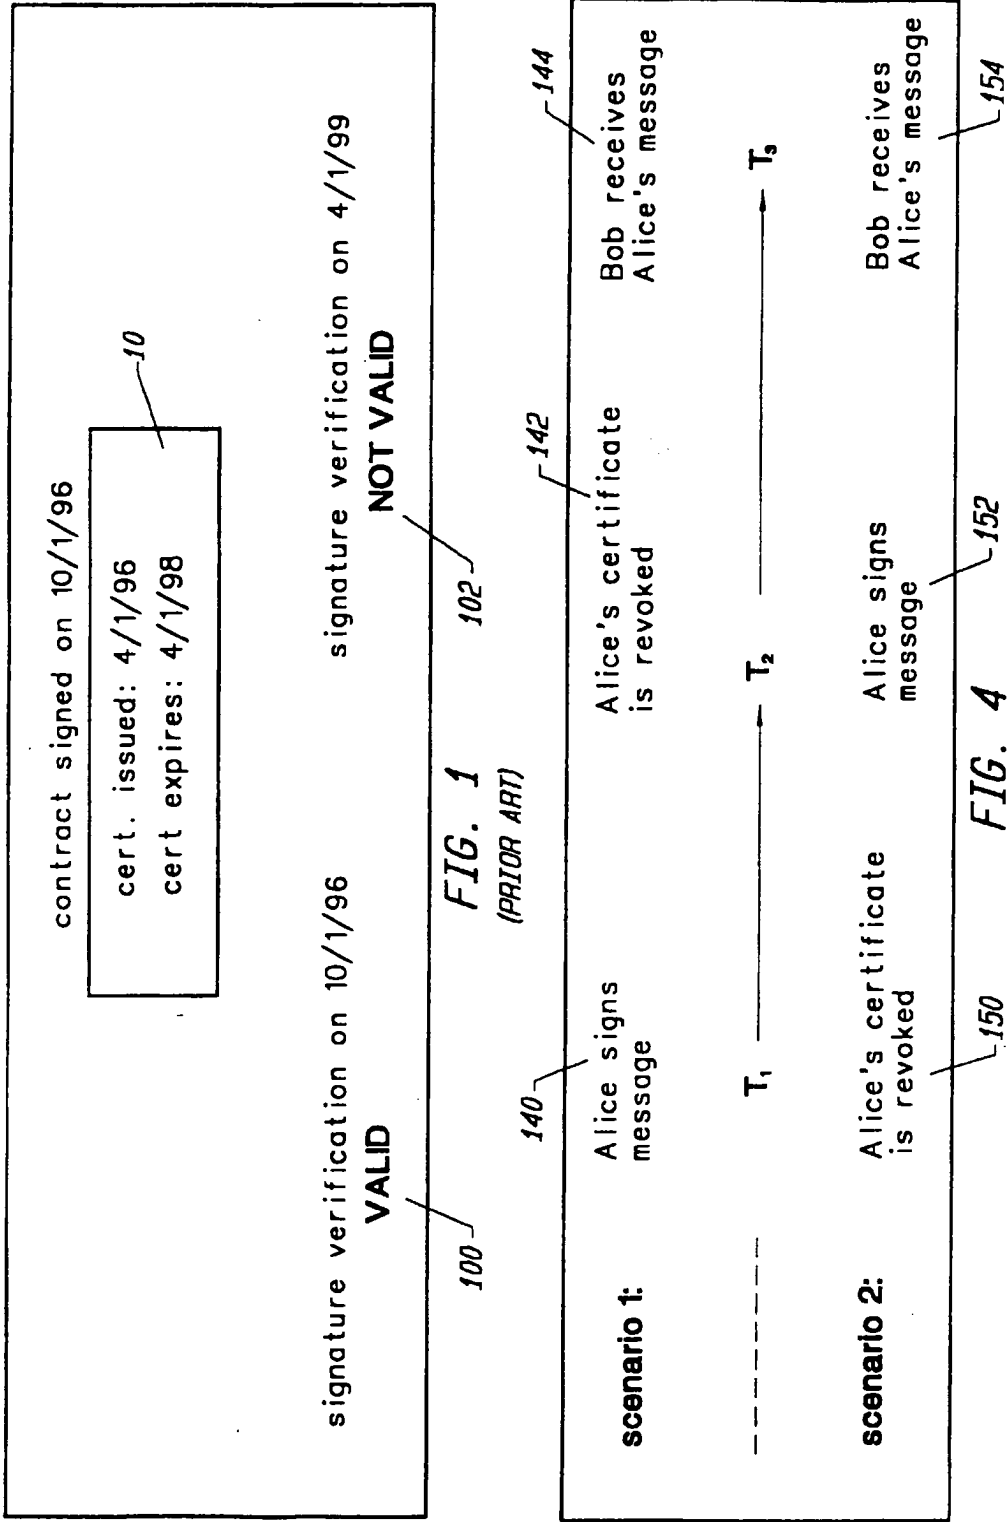 contract signed on 10/1/96
cert. issued: 4/1/96
cert expires: 4/1/98
10
signature verification on 10/1/96
VALID
100
signature verification on 4/1/99
NOT VALID
102
FIG. 1
(PRIOR ART)
scenario 1:
140
Alice signs
message
142
Alice's certificate
is revoked
144
Bob receives
Alice's message
T₁
T₂
T₃
scenario 2:
Alice's certificate
is revoked
150
Alice signs
message
152
Bob receives
Alice's message
154
FIG. 4